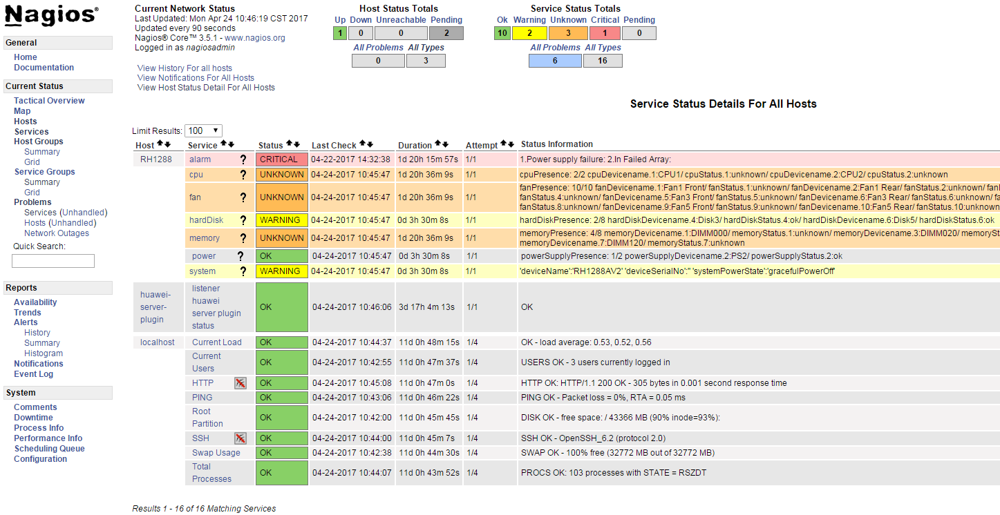 Nagios®
General
Home
Documentation
Current Status
Tactical Overview
Map
Hosts
Services
Host Groups
Summary
Grid
Service Groups
Summary
Grid
Problems
Services (Unhandled)
Hosts (Unhandled)
Network Outages
Quick Search:
Reports
Availability
Trends
Alerts
History
Summary
Histogram
Notifications
Event Log
System
Comments
Downtime
Process Info
Performance Info
Scheduling Queue
Configuration
Current Network Status
Last Updated: Mon Apr 24 10:46:19 CST 2017
Updated every 90 seconds
Nagios® Core™ 3.5.1 - www.nagios.org
Logged in as nagiosadmin
View History For all hosts
View Notifications For All Hosts
View Host Status Detail For All Hosts
Host Status Totals
Up Down Unreachable Pending
1 0 0 2
All Problems All Types
0 3
Service Status Totals
Ok Warning Unknown Critical Pending
10 2 3 1 0
All Problems All Types
6 16
Service Status Details For All Hosts
Limit Results: 100
Host Service Status Last Check Duration Attempt Status Information
RH1288 alarm ? CRITICAL 04-22-2017 14:32:38 1d 20h 15m 57s 1/1 1.Power supply failure: 2.In Failed Array:
cpu ? UNKNOWN 04-24-2017 10:45:47 1d 20h 36m 9s 1/1 cpuPresence: 2/2 cpuDevicename.1:CPU1/ cpuStatus.1:unknown/ cpuDevicename.2:CPU2/ cpuStatus.2:unknown
fan ? UNKNOWN 04-24-2017 10:45:47 1d 20h 36m 9s 1/1 fanPresence: 10/10 fanDevicename.1:Fan1 Front/ fanStatus.1:unknown/ fanDevicename.2:Fan1 Rear/ fanStatus.2:unknown/
fanStatus.4:unknown/ fanDevicename.5:Fan3 Front/ fanStatus.5:unknown/ fanDevicename.6:Fan3 Rear/ fanStatus.6:unknown/
fanStatus.8:unknown/ fanDevicename.9:Fan5 Front/ fanStatus.9:unknown/ fanDevicename.10:Fan5 Rear/ fanStatus.10:unknown
hardDisk ? WARNING 04-24-2017 10:45:47 0d 3h 30m 8s 1/1 hardDiskPresence: 2/8 hardDiskDevicename.4:Disk3/ hardDiskStatus.4:ok/ hardDiskDevicename.6:Disk5/ hardDiskStatus.6:ok
memory ? UNKNOWN 04-24-2017 10:45:47 1d 20h 36m 9s 1/1 memoryPresence: 4/8 memoryDevicename.1:DIMM000/ memoryStatus.1:unknown/ memoryDevicename.3:DIMM020/
memoryDevicename.7:DIMM120/ memoryStatus.7:unknown
power ? OK 04-24-2017 10:45:47 0d 3h 30m 8s 1/1 powerSupplyPresence: 1/2 powerSupplyDevicename.2:PS2/ powerSupplyStatus.2:ok
system ? WARNING 04-24-2017 10:45:47 0d 3h 30m 8s 1/1 'deviceName':'RH1288AV2' 'deviceSerialNo':'' 'systemPowerState':'gracefulPowerOff'
huawei-
server-
plugin
listener
huawei
server plugin
status
OK 04-24-2017 10:46:06 3d 17h 4m 13s 1/1 OK
localhost Current Load OK 04-24-2017 10:44:37 11d 0h 48m 15s 1/4 OK - load average: 0.53, 0.52, 0.56
Current
Users
OK 04-24-2017 10:42:55 11d 0h 47m 37s 1/4 USERS OK - 3 users currently logged in
HTTP OK 04-24-2017 10:45:08 11d 0h 47m 0s 1/4 HTTP OK: HTTP/1.1 200 OK - 305 bytes in 0.001 second response time
PING OK 04-24-2017 10:43:06 11d 0h 46m 22s 1/4 PING OK - Packet loss = 0%, RTA = 0.05 ms
Root
Partition
OK 04-24-2017 10:42:00 11d 0h 45m 45s 1/4 DISK OK - free space: / 43366 MB (90% inode=93%):
SSH OK 04-24-2017 10:44:00 11d 0h 45m 7s 1/4 SSH OK - OpenSSH_6.2 (protocol 2.0)
Swap Usage OK 04-24-2017 10:42:38 11d 0h 44m 30s 1/4 SWAP OK - 100% free (32772 MB out of 32772 MB)
Total
Processes
OK 04-24-2017 10:44:07 11d 0h 43m 52s 1/4 PROCS OK: 103 processes with STATE = RSZDT
Results 1 - 16 of 16 Matching Services